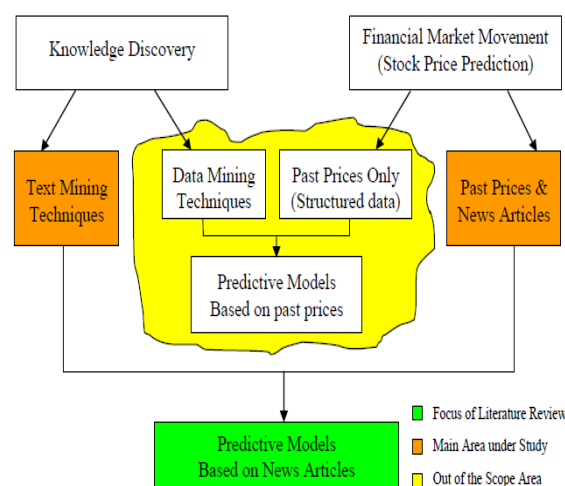 Knowledge Discovery
Financial Market Movement
(Stock Price Prediction)
Text Mining
Techniques
Data Mining
Techniques
Past Prices Only
(Structured data)
Past Prices &
News Articles
Predictive Models
Based on past prices
Predictive Models
Based on News Articles
Focus of Literature Review
Main Area under Study
Out of the Scope Area